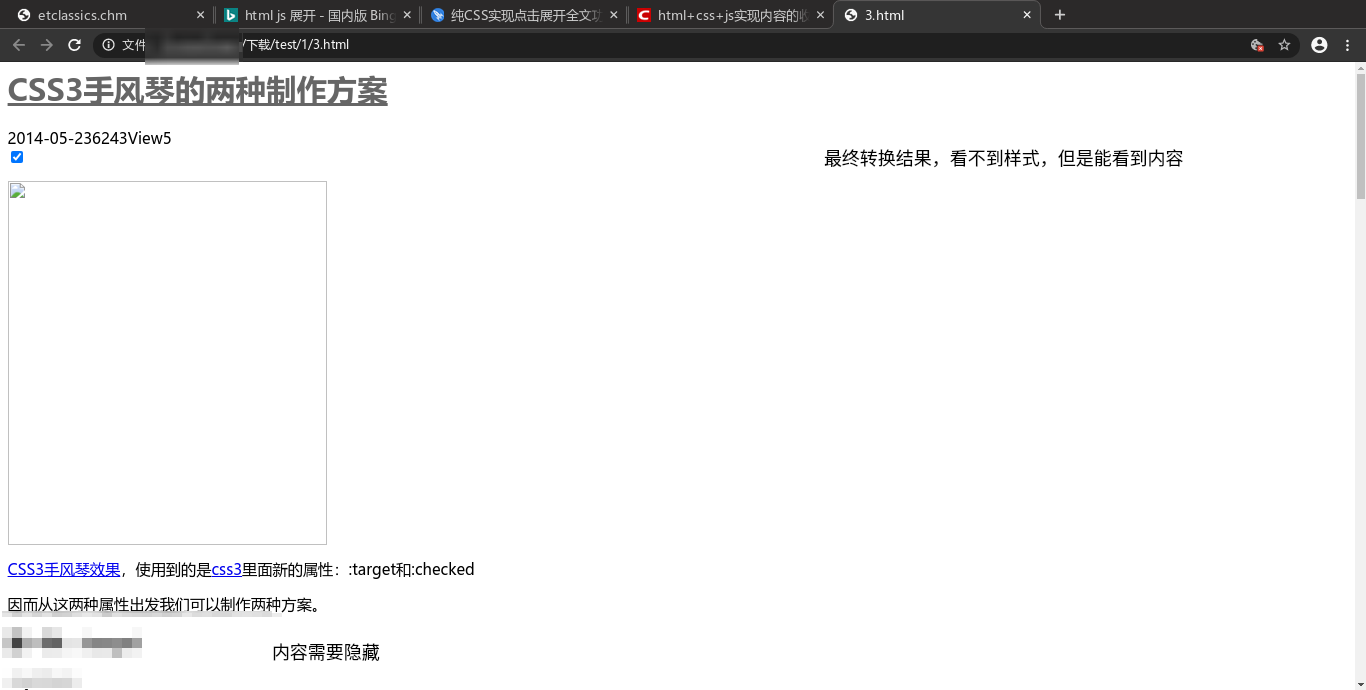 etclassics.chm
html js 展开 - 国内版 Bing
纯CSS实现点击展开全文功
html+css+js实现内容的收
3.html
文件
/下载/test/1/3.html
CSS3手风琴的两种制作方案
2014-05-236243View5
最终转换结果，看不到样式，但是能看到内容
CSS3手风琴效果，使用到的是css3里面新的属性：:target和:checked
因而从这两种属性出发我们可以制作两种方案。
内容需要隐藏